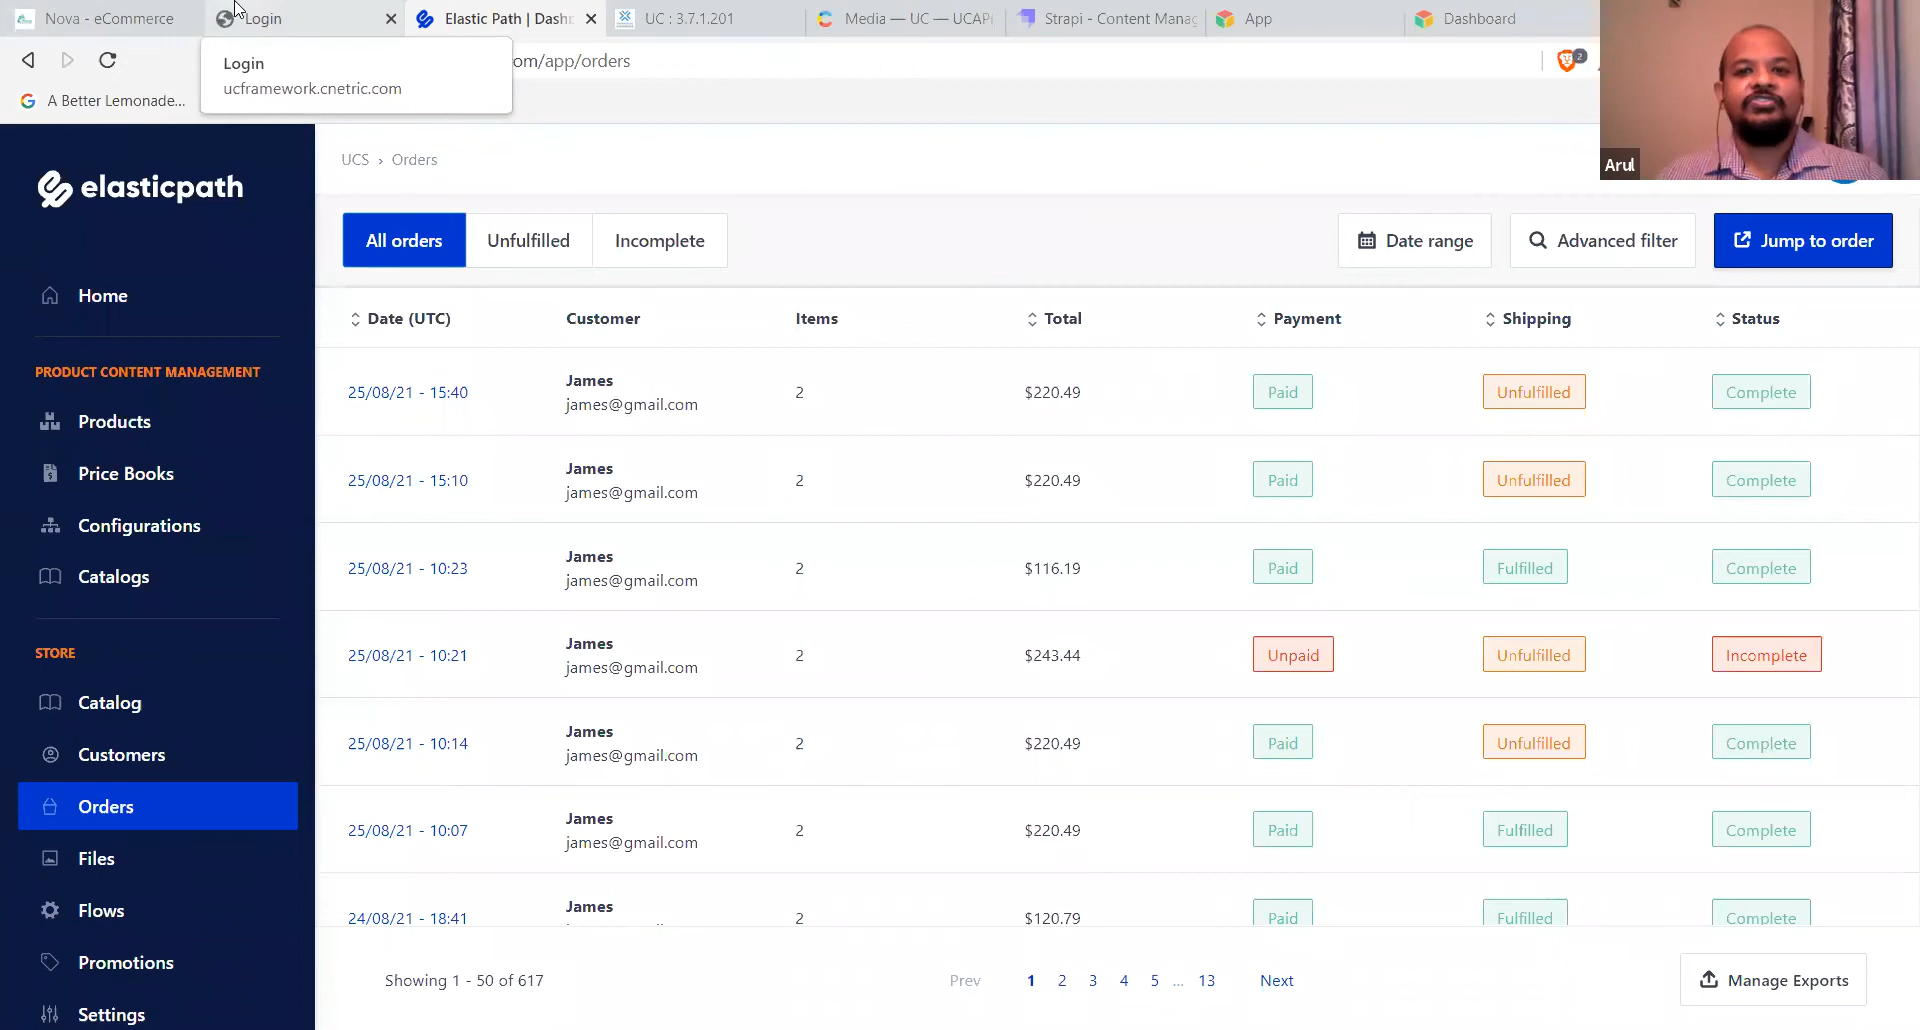 Nova - eCommerce
Login
Elastic Path | Dash
UC : 3.7.1.201
Media — UC — UCAP
Strapi - Content Manag
App
Dashboard
Login
ucframework.cnetric.com
om/app/orders
2
A Better Lemonade...
Arul
elasticpath
UCS › Orders
All orders
Unfulfilled
Incomplete
Date range
Advanced filter
Jump to order
Home
PRODUCT CONTENT MANAGEMENT
Products
Price Books
Configurations
Catalogs
STORE
Catalog
Customers
Orders
Files
Flows
Promotions
Settings
Date (UTC) Customer Items Total Payment Shipping Status
James
25/08/21 - 15:40 2 $220.49 Paid Unfulfilled Complete
james@gmail.com
James
25/08/21 - 15:10 2 $220.49 Paid Unfulfilled Complete
james@gmail.com
James
25/08/21 - 10:23 2 $116.19 Paid Fulfilled Complete
james@gmail.com
James
25/08/21 - 10:21 2 $243.44 Unpaid Unfulfilled Incomplete
james@gmail.com
James
25/08/21 - 10:14 2 $220.49 Paid Unfulfilled Complete
james@gmail.com
James
25/08/21 - 10:07 2 $220.49 Paid Fulfilled Complete
james@gmail.com
James
24/08/21 - 18:41 2 $120.79 Paid Fulfilled Complete
Showing 1 - 50 of 617
Prev 1 2 3 4 5 ... 13 Next
Manage Exports